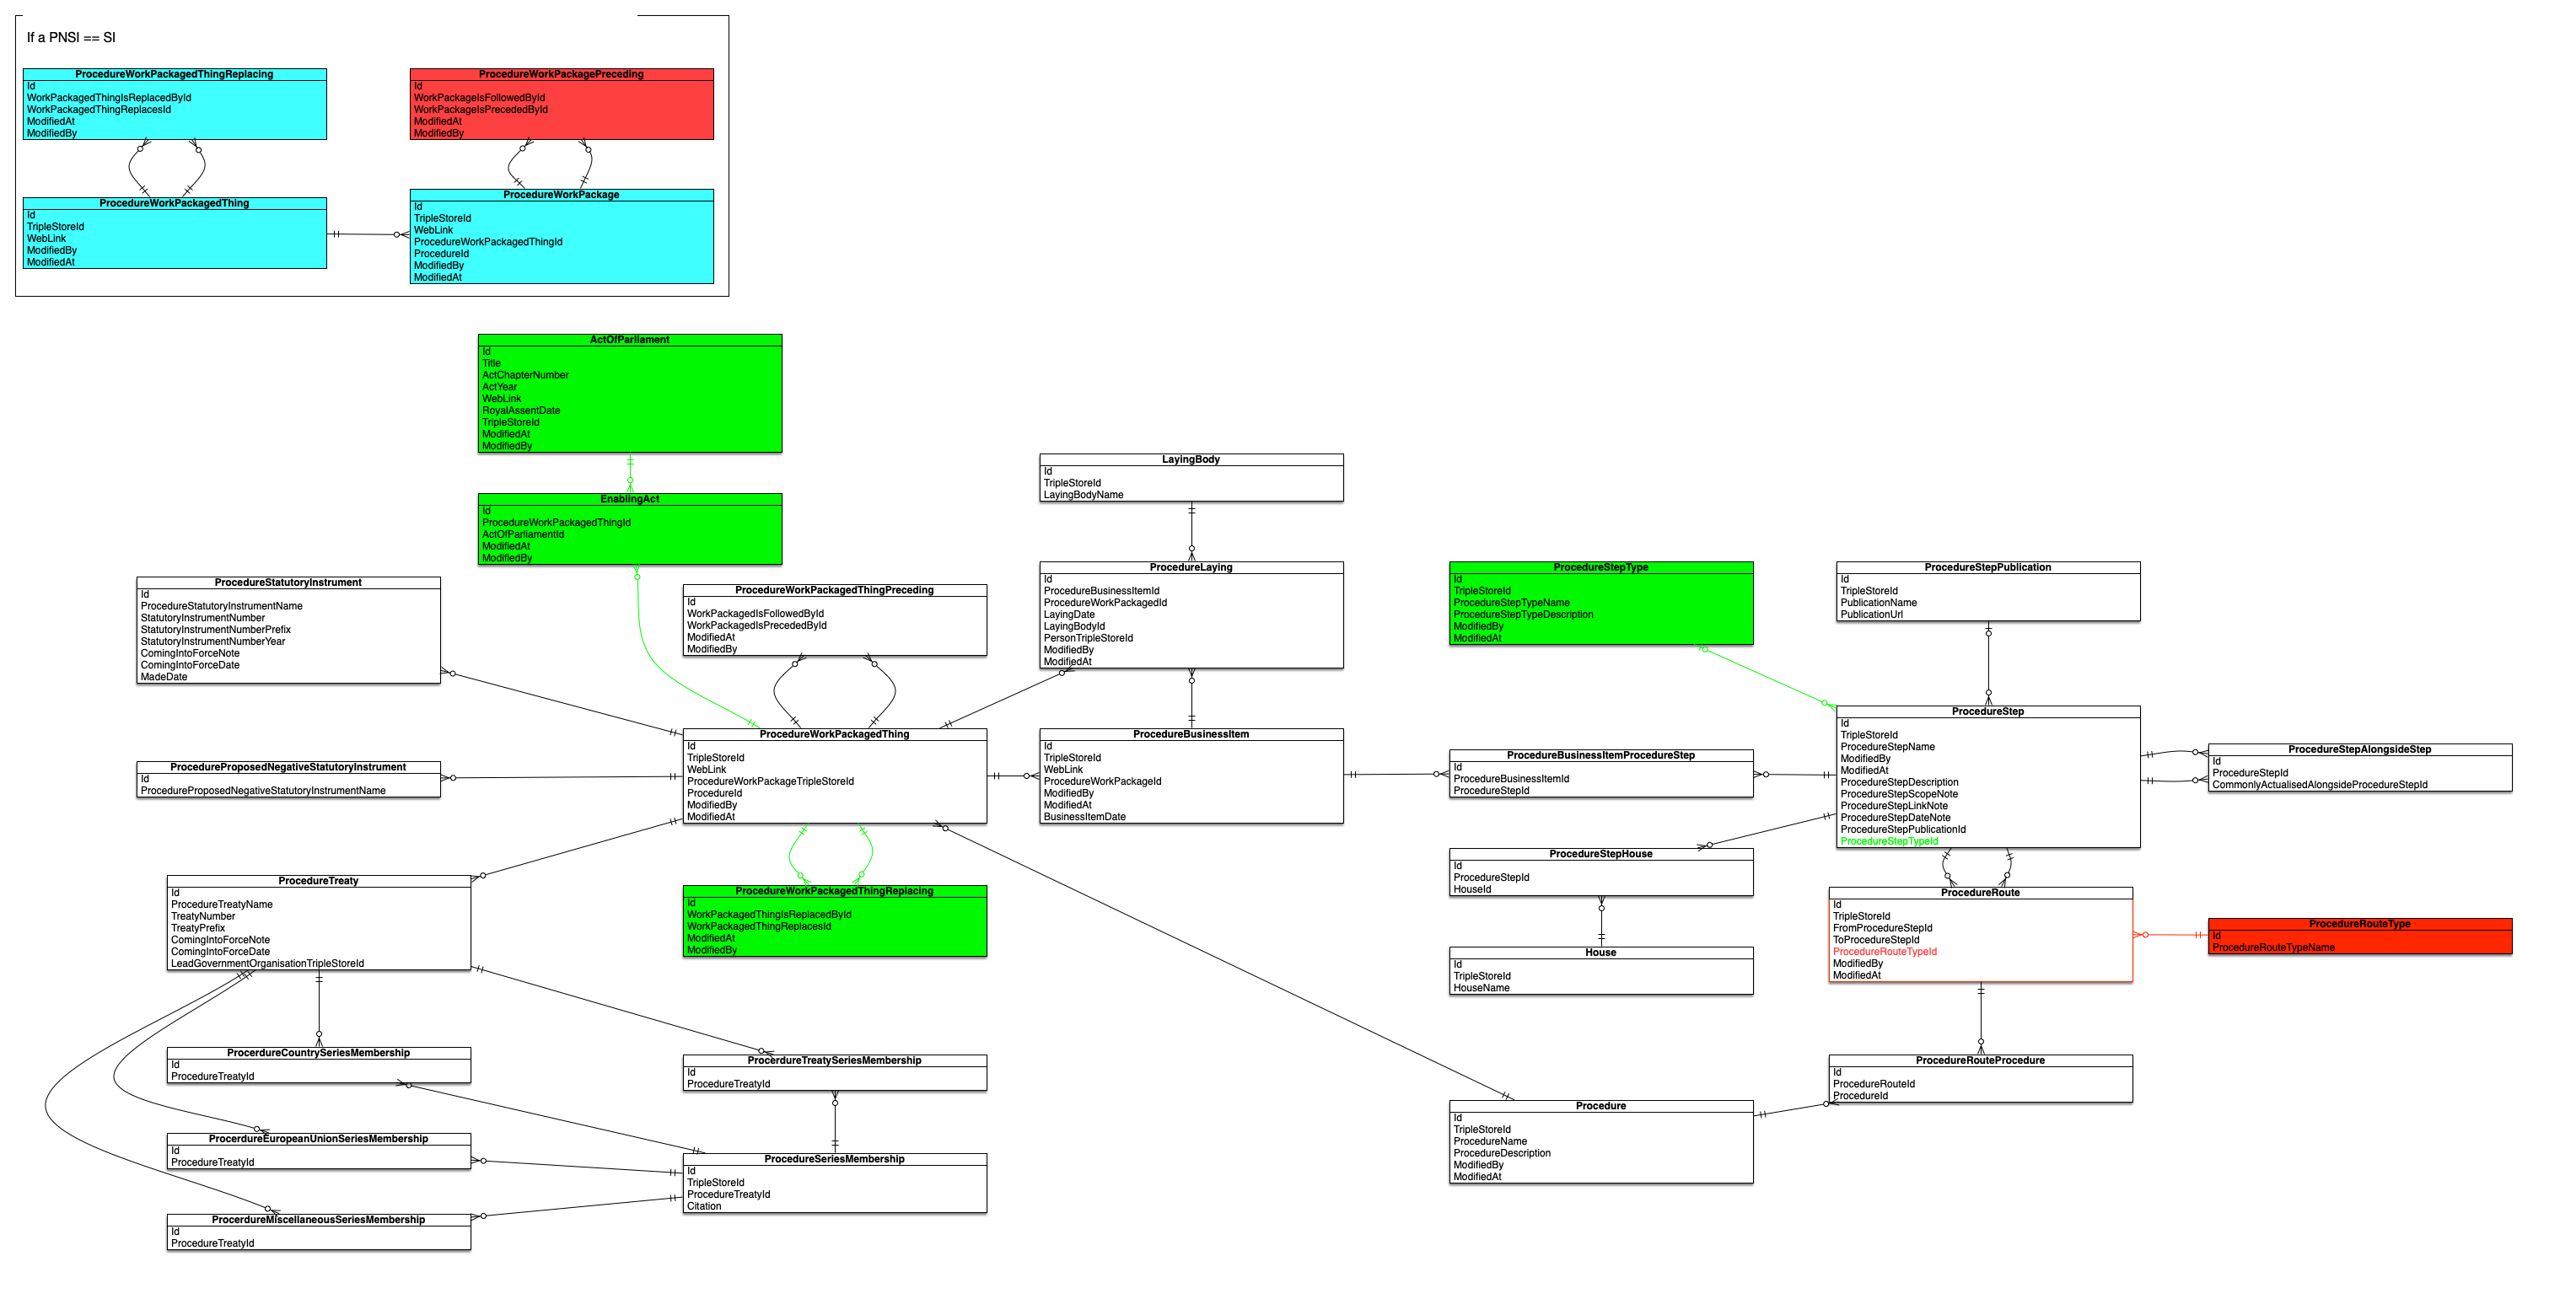 If a PNSI == SI
ProcedureWorkPackagedThingReplacing
Id
WorkPackagedThingIsReplacedById
WorkPackagedThingReplacesId
ModifiedAt
ModifiedBy
ProcedureWorkPackagePreceding
Id
WorkPackageIsFollowedById
WorkPackageIsPrecededById
ModifiedAt
ModifiedBy
ProcedureWorkPackagedThing
Id
TripleStoreId
WebLink
ModifiedBy
ModifiedAt
ProcedureWorkPackage
Id
TripleStoreId
WebLink
ProcedureWorkPackagedThingId
ProcedureId
ModifiedBy
ModifiedAt
ActOfParliament
Id
Title
ActChapterNumber
ActYear
WebLink
RoyalAssentDate
TripleStoreId
ModifiedAt
ModifiedBy
EnablingAct
Id
ProcedureWorkPackagedThingId
ActOfParliamentId
ModifiedAt
ModifiedBy
LayingBody
Id
TripleStoreId
LayingBodyName
ProcedureStatutoryInstrument
Id
ProcedureStatutoryInstrumentName
StatutoryInstrumentNumber
StatutoryInstrumentNumberPrefix
StatutoryInstrumentNumberYear
ComingIntoForceNote
ComingIntoForceDate
MadeDate
ProcedureWorkPackagedThingPreceding
Id
WorkPackagedIsFollowedById
WorkPackagedIsPrecededById
ModifiedAt
ModifiedBy
ProcedureLaying
Id
ProcedureBusinessItemId
ProcedureWorkPackagedId
LayingDate
LayingBodyId
PersonTripleStoreId
ModifiedBy
ModifiedAt
ProcedureStepType
Id
TripleStoreId
ProcedureStepTypeName
ProcedureStepTypeDescription
ModifiedBy
ModifiedAt
ProcedureStepPublication
Id
TripleStoreId
PublicationName
PublicationUrl
ProcedureProposedNegativeStatutoryInstrument
Id
ProcedureProposedNegativeStatutoryInstrumentName
ProcedureWorkPackagedThing
Id
TripleStoreId
WebLink
ProcedureWorkPackageTripleStoreId
ProcedureId
ModifiedBy
ModifiedAt
ProcedureBusinessItem
Id
TripleStoreId
WebLink
ProcedureWorkPackageId
ModifiedBy
ModifiedAt
BusinessItemDate
ProcedureBusinessItemProcedureStep
Id
ProcedureBusinessItemId
ProcedureStepId
ProcedureStep
Id
TripleStoreId
ProcedureStepName
ModifiedBy
ModifiedAt
ProcedureStepDescription
ProcedureStepScopeNote
ProcedureStepLinkNote
ProcedureStepDateNote
ProcedureStepPublicationId
ProcedureStepTypeId
ProcedureStepAlongsideStep
Id
ProcedureStepId
CommonlyActualisedAlongsideProcedureStepId
ProcedureTreaty
Id
ProcedureTreatyName
TreatyNumber
TreatyPrefix
ComingIntoForceNote
ComingIntoForceDate
LeadGovernmentOrganisationTripleStoreId
ProcedureWorkPackagedThingReplacing
Id
WorkPackagedThingIsReplacedById
WorkPackagedThingReplacesId
ModifiedAt
ModifiedBy
ProcedureStepHouse
Id
ProcedureStepId
HouseId
House
Id
TripleStoreId
HouseName
ProcedureRoute
Id
TripleStoreId
FromProcedureStepId
ToProcedureStepId
ProcedureRouteTypeId
ModifiedBy
ModifiedAt
ProcedureRouteType
Id
ProcedureRouteTypeName
ProcerdureCountrySeriesMembership
Id
ProcedureTreatyId
ProcerdureTreatySeriesMembership
Id
ProcedureTreatyId
ProcedureRouteProcedure
Id
ProcedureRouteId
ProcedureId
Procedure
Id
TripleStoreId
ProcedureName
ProcedureDescription
ModifiedBy
ModifiedAt
ProcerdureEuropeanUnionSeriesMembership
Id
ProcedureTreatyId
ProcedureSeriesMembership
Id
TripleStoreId
ProcedureTreatyId
Citation
ProcerdureMiscellaneousSeriesMembership
Id
ProcedureTreatyId